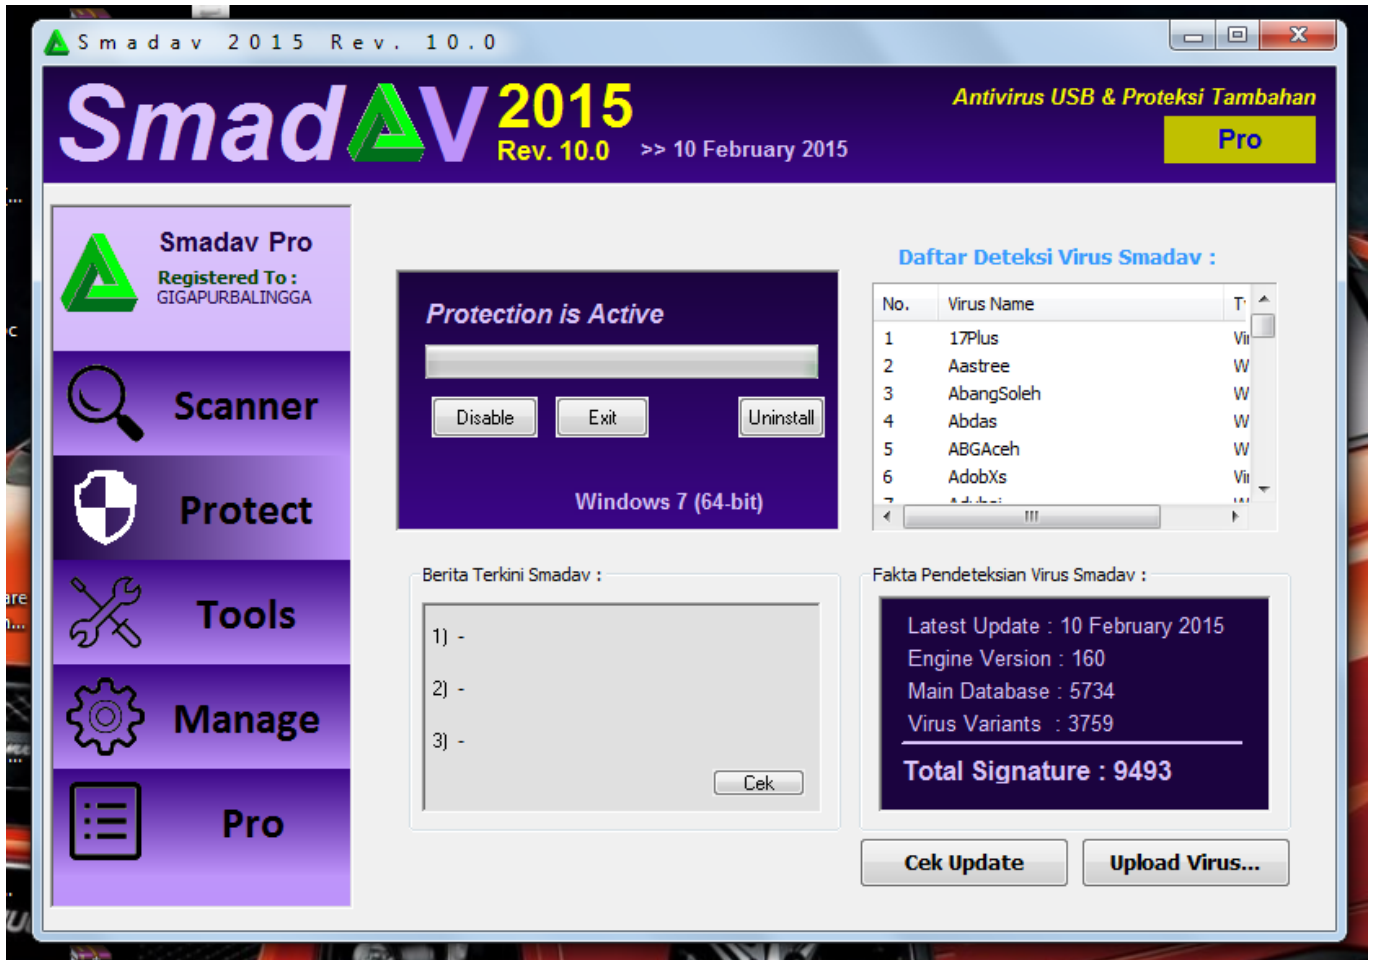 Smadav 2015 Rev. 10.0
SmadAV 2015
Rev. 10.0 >> 10 February 2015
Antivirus USB & Proteksi Tambahan
Pro
Smadav Pro
Registered To :
GIGAPURBALINGGA
Scanner
Protect
Tools
Manage
Pro
Protection is Active
Disable Exit Uninstall
Windows 7 (64-bit)
Daftar Deteksi Virus Smadav :
No. Virus Name
1 17Plus
2 Aastree
3 AbangSoleh
4 Abdas
5 ABGAceh
6 AdobXs
Berita Terkini Smadav :
1) -
2) -
3) -
Cek
Fakta Pendeteksian Virus Smadav :
Latest Update : 10 February 2015
Engine Version : 160
Main Database : 5734
Virus Variants : 3759
Total Signature : 9493
Cek Update Upload Virus...